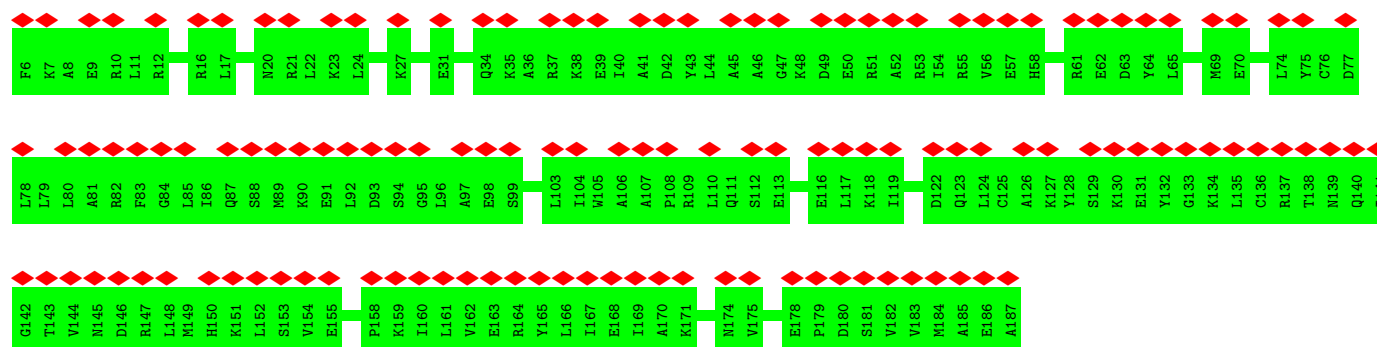 F6 K7 A8 E9 R10 L11 R12 R16 L17 N20 R21 L22 K23 L24 K27 E31 Q34 K35 A36 R37 K38 E39 I40 A41 D42 Y43 L44 A45 A46 G47 K48 D49 E50 R51 A52 R53 I54 R55 V56 E57 H58 R61 E62 D63 Y64 L65 M69 E70 L74 Y75 C76 D77
L78 L79 L80 A81 R82 F83 G84 L85 I86 Q87 S88 M89 K90 E91 L92 D93 S94 G95 L96 A97 E98 S99 L103 I104 W105 A106 A107 P108 R109 L110 Q111 S112 E113 E116 L117 K118 I119 D122 Q123 L124 C125 A126 K127 Y128 S129 K130 E131 Y132 G133 K134 L135 C136 R137 T138 N139 Q140
G142 T143 V144 N145 D146 R147 L148 M149 H150 K151 L152 S153 V154 E155 P158 K159 I160 L161 V162 E163 R164 Y165 L166 I167 E168 I169 A170 K171 N174 V175 E178 P179 D180 S181 V182 V183 M184 A185 E186 A187